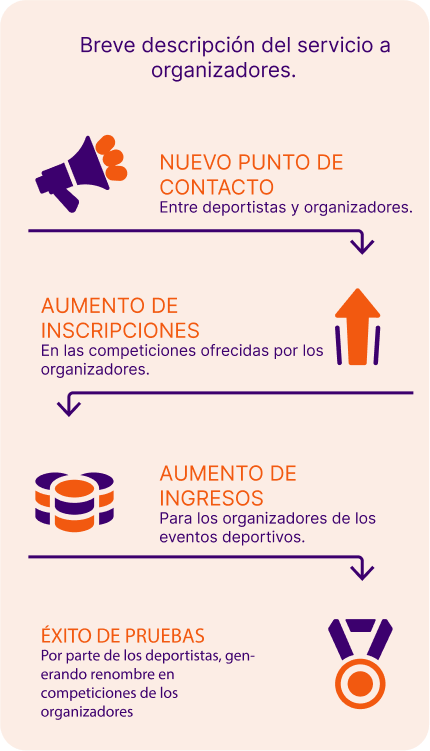 Breve descripción del servicio a
organizadores.
NUEVO PUNTO DE
CONTACTO
Entre deportistas y organizadores.
AUMENTO DE
INSCRIPCIONES
En las competiciones ofrecidas por los
organizadores.
AUMENTO DE
INGRESOS
Para los organizadores de los
eventos deportivos.
ÉXITO DE PRUEBAS
Por parte de los deportistas, gen-
erando renombre en
competiciones de los
organizadores